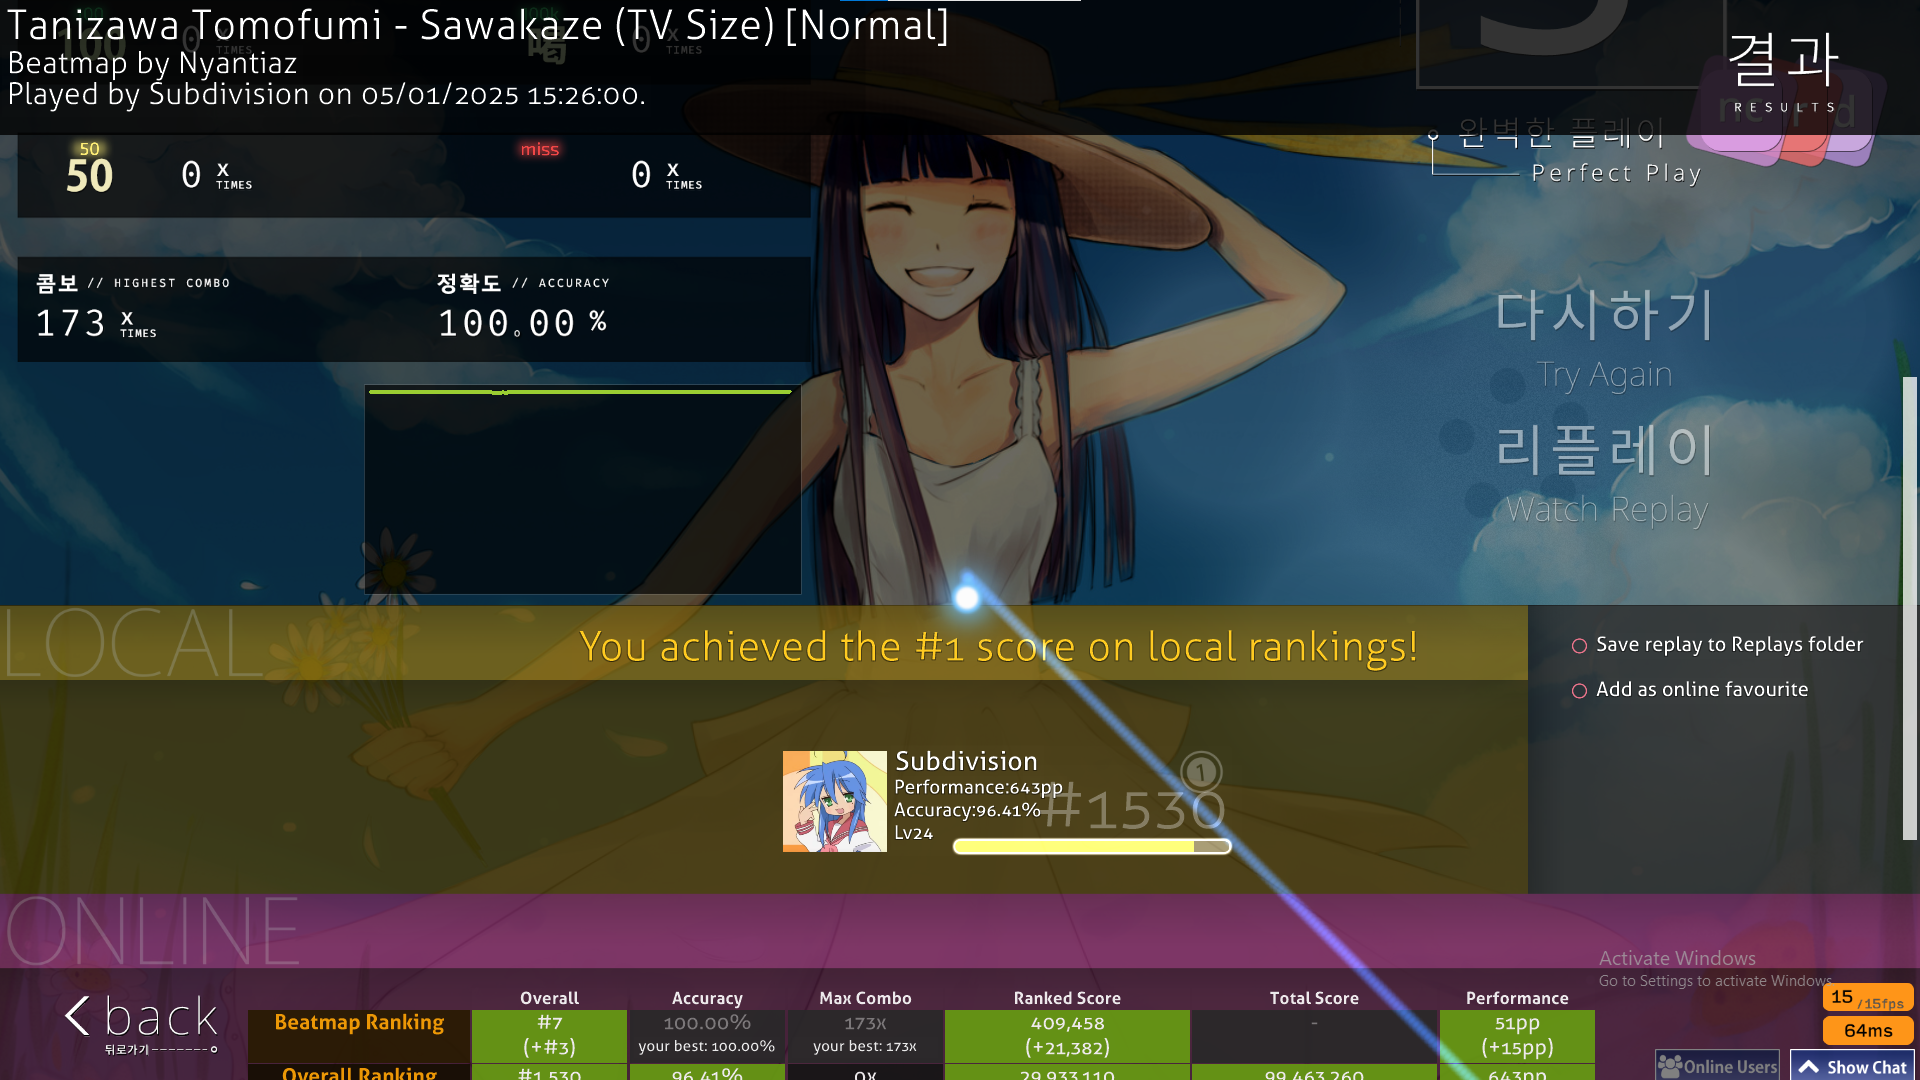 Tanizawa Tomofumi - Sawakaze (TV Size) [Normal]
Beatmap by Nyantiaz
Played by Subdivision on 05/01/2025 15:26:00.
결과
RESULTS
100
0 X TIMES
喝
0 X TIMES
50
50
0 X TIMES
miss
0 X TIMES
완벽한 플레이
Perfect Play
콤보 // HIGHEST COMBO
173 X TIMES
정확도 // ACCURACY
100.00 %
다시하기
Try Again
리플레이
Watch Replay
LOCAL
You achieved the #1 score on local rankings!
Save replay to Replays folder
Add as online favourite
Subdivision
Performance:643pp
Accuracy:96.41%
Lv24
#1530
1
ONLINE
Activate Windows
Go to Settings to activate Windows.
back
뒤로가기
Overall Accuracy Max Combo Ranked Score Total Score Performance
Beatmap Ranking #7 100.00% 173x 409,458 - 51pp
(+#3) your best: 100.00% your best: 173x (+21,382) (+15pp)
Overall Ranking #1,530 96.41% 0x 29,933,110 99,463,260 643pp
15 /15fps
64ms
Online Users
Show Chat